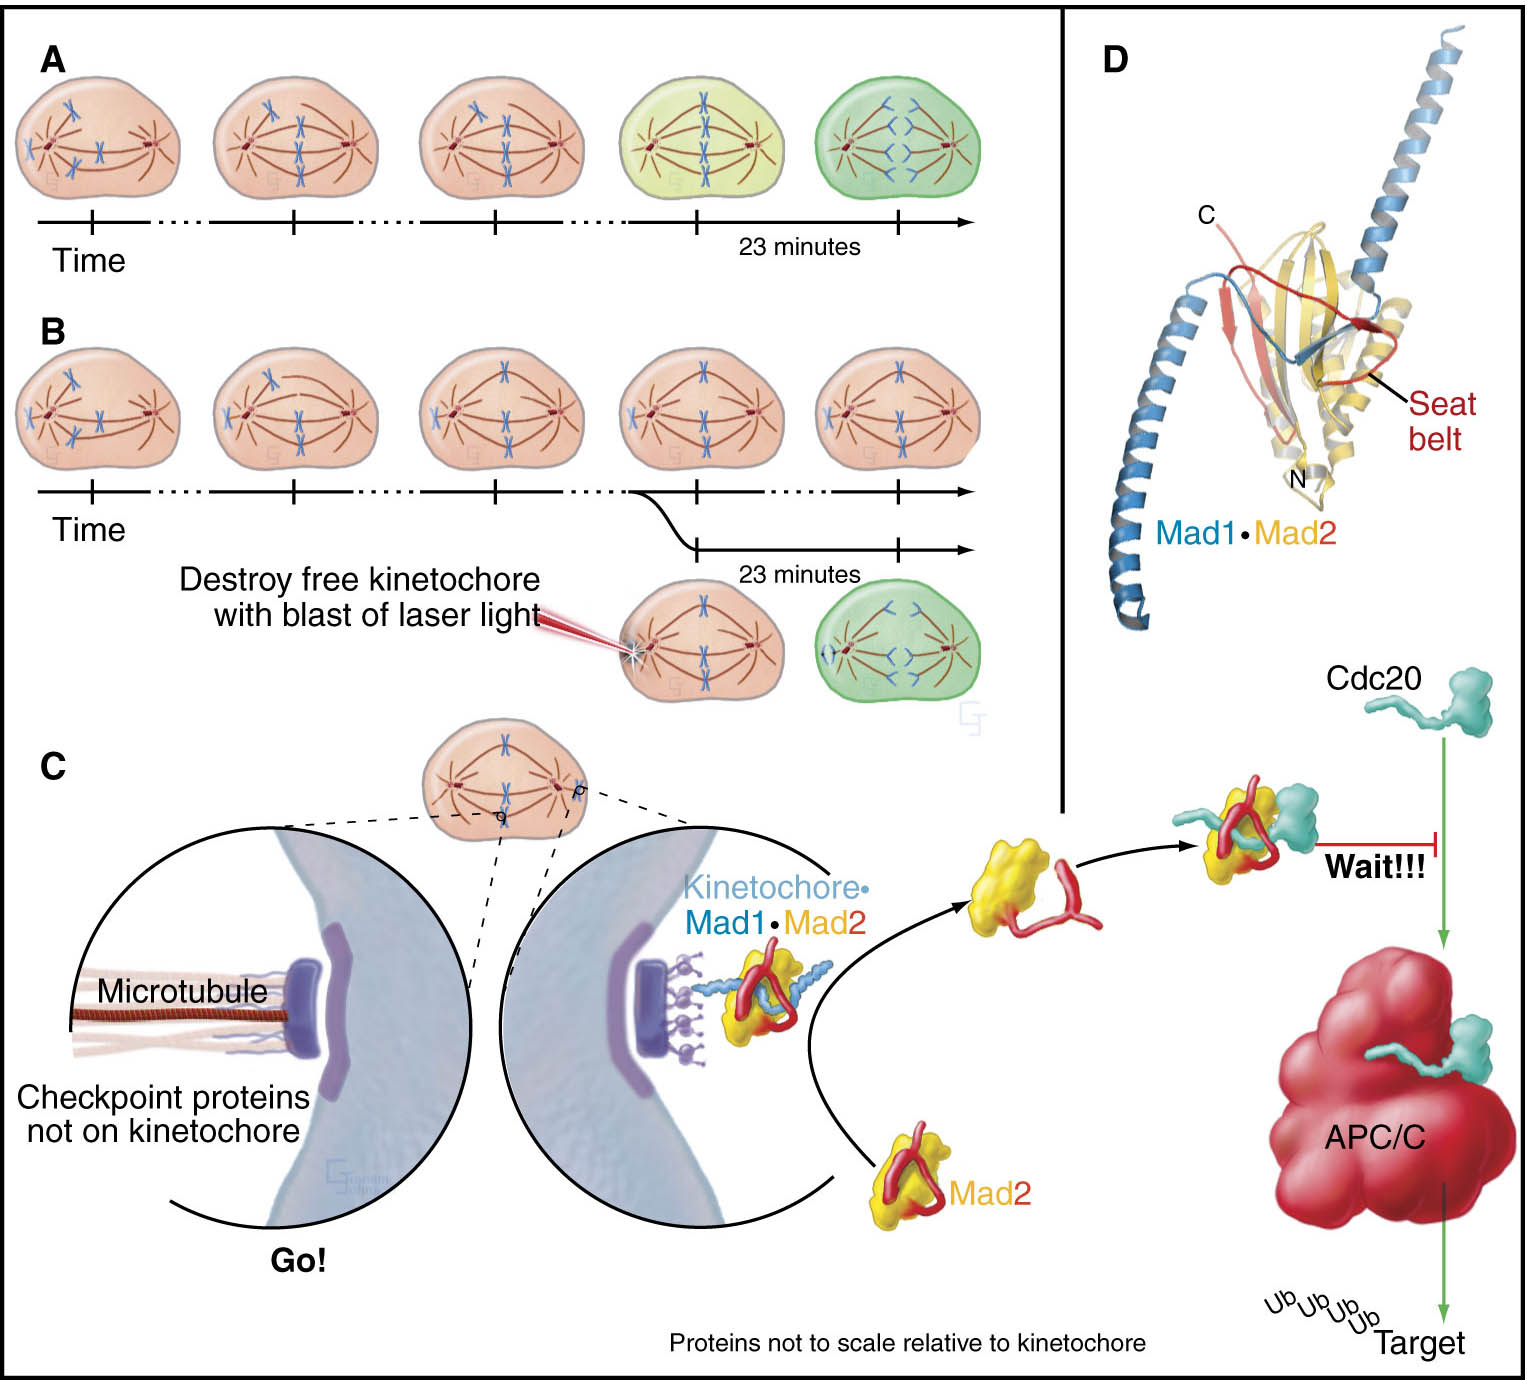 A
Time
23 minutes
B
Time
23 minutes
Destroy free kinetochore
with blast of laser light
C
Microtubule
Checkpoint proteins
not on kinetochore
Go!
Kinetochore•
Mad1•Mad2
Mad2
Proteins not to scale relative to kinetochore
D
C
Seat
belt
N
Mad1•Mad2
Cdc20
Wait!!!
APC/C
Ub Ub Ub Ub
Target